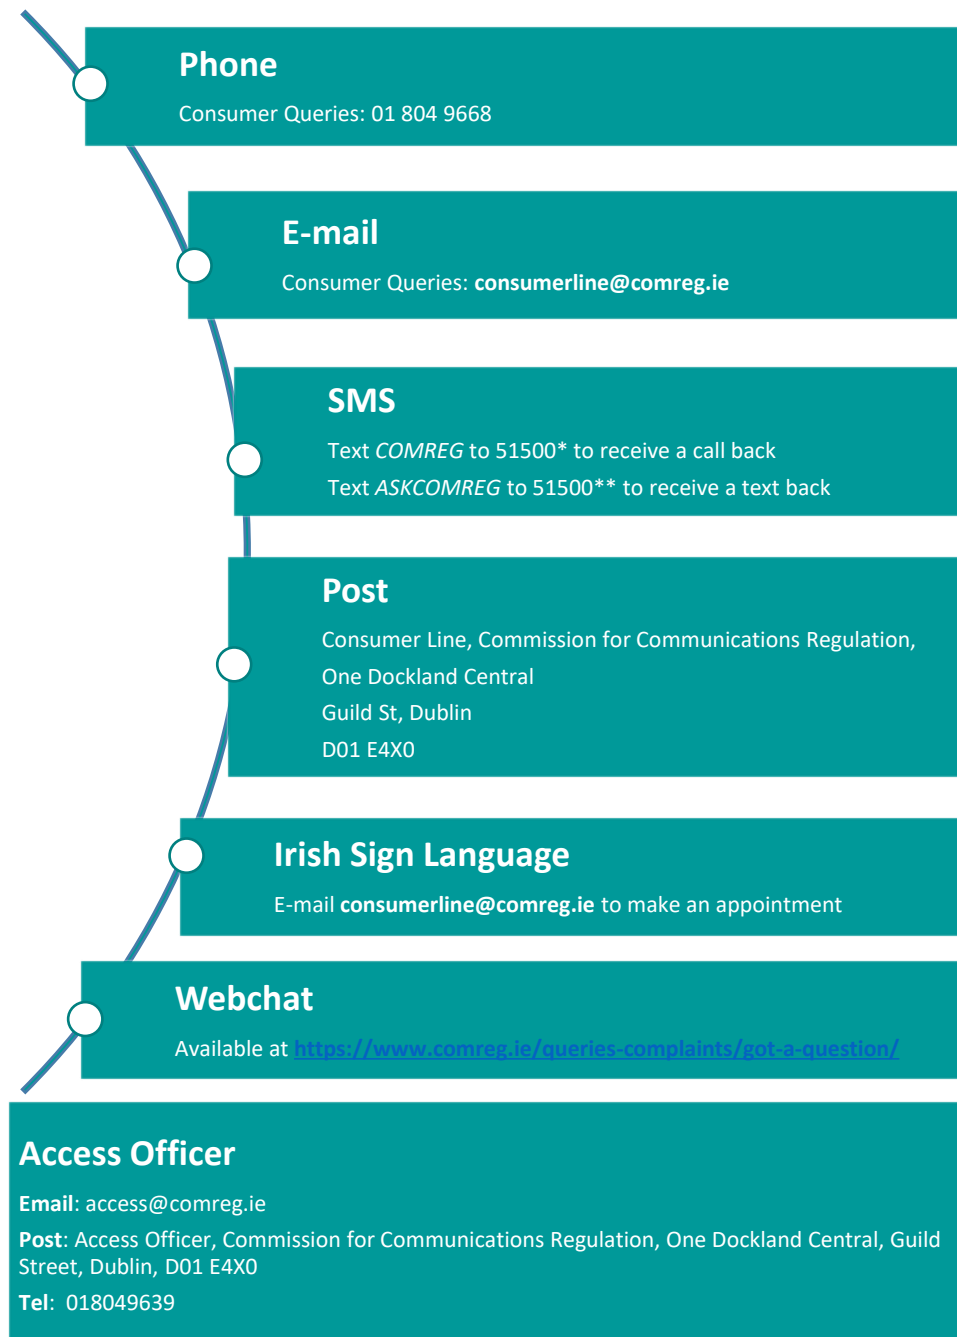 Phone
Consumer Queries: 01 804 9668
E-mail
Consumer Queries: consumerline@comreg.ie
SMS
Text COMREG to 51500* to receive a call back
Text ASKCOMREG to 51500** to receive a text back
Post
Consumer Line, Commission for Communications Regulation,
One Dockland Central
Guild St, Dublin
D01 E4X0
Irish Sign Language
E-mail consumerline@comreg.ie to make an appointment
Webchat
Available at https://www.comreg.ie/queries-complaints/got-a-question/
Access Officer
Email: access@comreg.ie
Post: Access Officer, Commission for Communications Regulation, One Dockland Central, Guild
Street, Dublin, D01 E4X0
Tel: 018049639